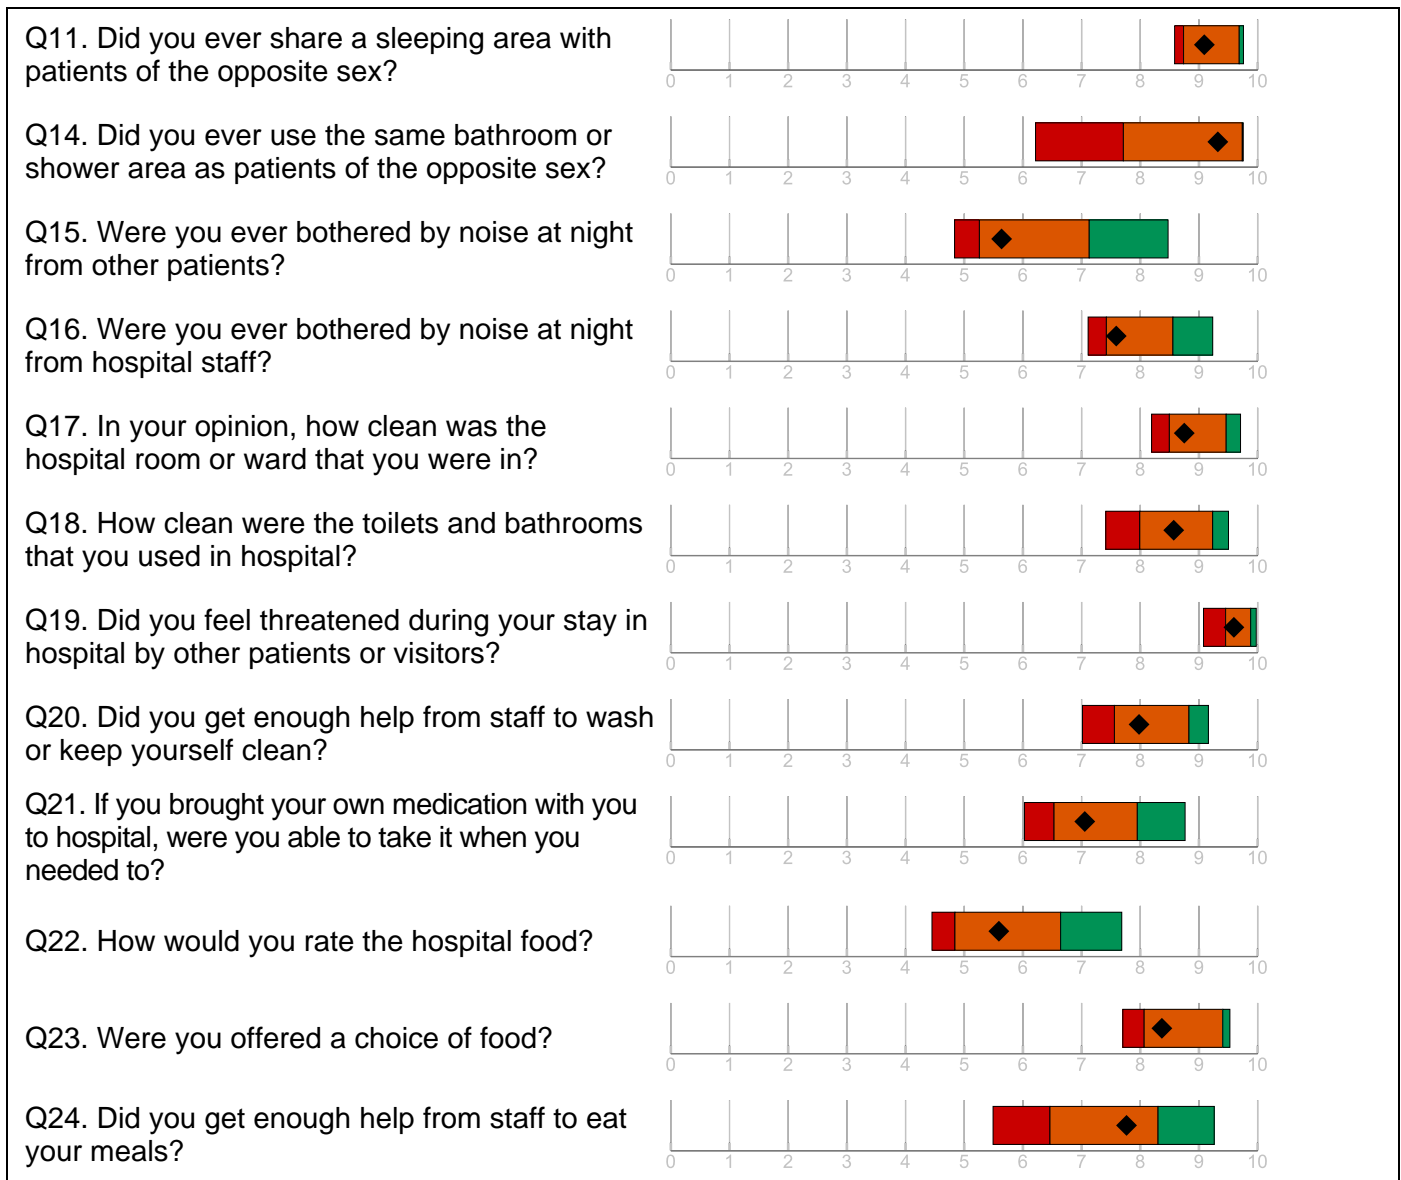 Q11. Did you ever share a sleeping area with
patients of the opposite sex?
0 1 2 3 4 5 6 7 8 9 10
Q14. Did you ever use the same bathroom or
shower area as patients of the opposite sex?
0 1 2 3 4 5 6 7 8 9 10
Q15. Were you ever bothered by noise at night
from other patients?
0 1 2 3 4 5 6 7 8 9 10
Q16. Were you ever bothered by noise at night
from hospital staff?
0 1 2 3 4 5 6 7 8 9 10
Q17. In your opinion, how clean was the
hospital room or ward that you were in?
0 1 2 3 4 5 6 7 8 9 10
Q18. How clean were the toilets and bathrooms
that you used in hospital?
0 1 2 3 4 5 6 7 8 9 10
Q19. Did you feel threatened during your stay in
hospital by other patients or visitors?
0 1 2 3 4 5 6 7 8 9 10
Q20. Did you get enough help from staff to wash
or keep yourself clean?
0 1 2 3 4 5 6 7 8 9 10
Q21. If you brought your own medication with you
to hospital, were you able to take it when you
needed to?
0 1 2 3 4 5 6 7 8 9 10
Q22. How would you rate the hospital food?
0 1 2 3 4 5 6 7 8 9 10
Q23. Were you offered a choice of food?
0 1 2 3 4 5 6 7 8 9 10
Q24. Did you get enough help from staff to eat
your meals?
0 1 2 3 4 5 6 7 8 9 10